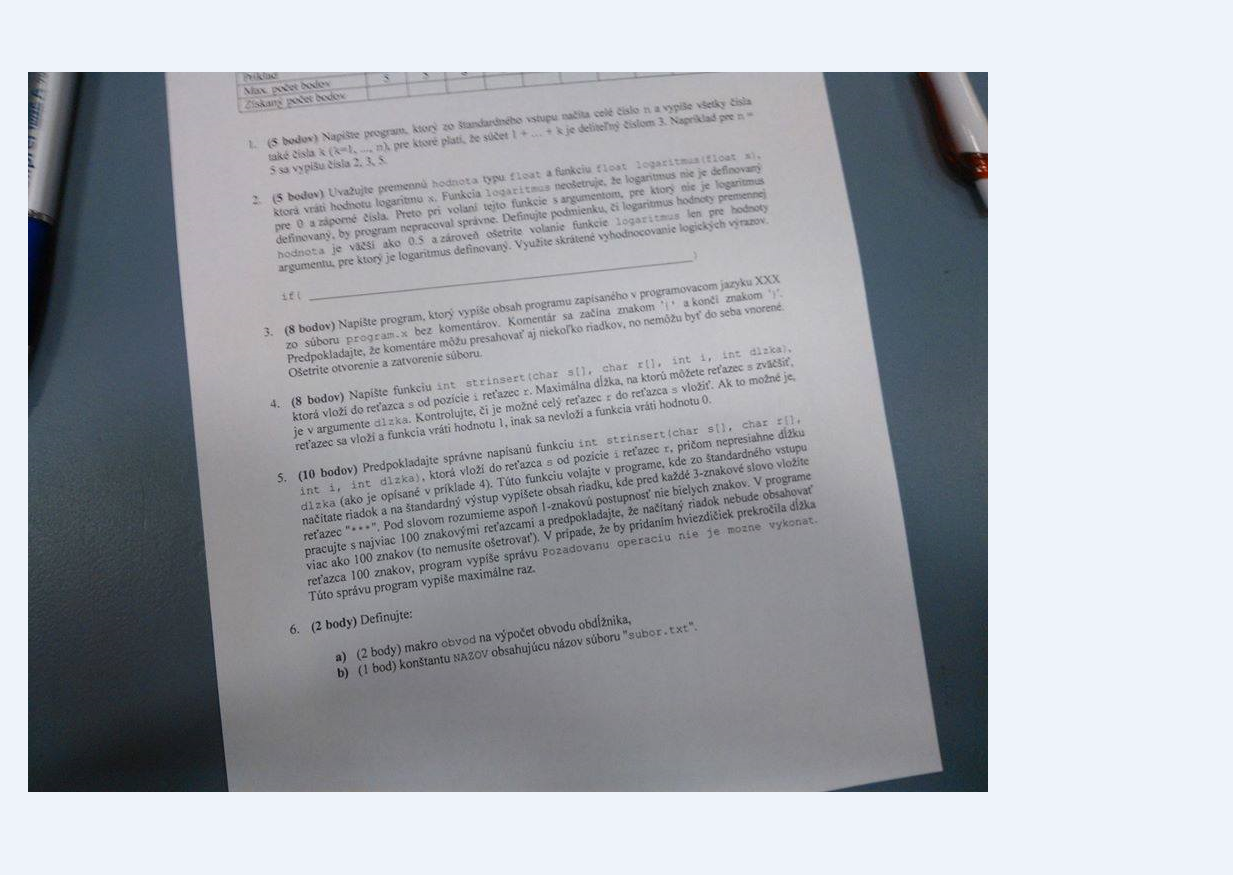 Príklad
Max. počet bodov 5 5
Získaný počet bodov
1. (5 bodov) Napíšte program, ktorý zo štandardného vstupu načíta celé číslo n a vypíše všetky čísla
také čísla k (k=1, ..., n), pre ktoré platí, že súčet 1 + ... + k je deliteľný číslom 3. Napríklad pre n =
5 sa vypíšu čísla 2, 3, 5.
2. (5 bodov) Uvažujte premennú hodnota typu float a funkciu float logaritmus(float x),
ktorá vráti hodnotu logaritmu x. Funkcia logaritmus neošetruje, že logaritmus nie je definovaný
pre 0 a záporné čísla. Preto pri volaní tejto funkcie s argumentom, pre ktorý nie je logaritmus
definovaný, by program nepracoval správne. Definujte podmienku, či logaritmus hodnoty premennej
hodnota je väčší ako 0.5 a zároveň ošetrite volanie funkcie logaritmus len pre hodnoty
argumentu, pre ktorý je logaritmus definovaný. Využite skrátené vyhodnocovanie logických výrazov.
if( ______________________________ )
3. (8 bodov) Napíšte program, ktorý vypíše obsah programu zapísaného v programovacom jazyku XXX
zo súboru program.x bez komentárov. Komentár sa začína znakom '{' a končí znakom '}'.
Predpokladajte, že komentáre môžu presahovať aj niekoľko riadkov, no nemôžu byť do seba vnorené.
Ošetrite otvorenie a zatvorenie súboru.
4. (8 bodov) Napíšte funkciu int strinsert(char s[], char r[], int i, int dlzka),
ktorá vloží do reťazca s od pozície i reťazec r. Maximálna dĺžka, na ktorú môžete reťazec s zväčšiť,
je v argumente dlzka. Kontrolujte, či je možné celý reťazec r do reťazca s vložiť. Ak to možné je,
reťazec sa vloží a funkcia vráti hodnotu 1, inak sa nevloží a funkcia vráti hodnotu 0.
5. (10 bodov) Predpokladajte správne napísanú funkciu int strinsert(char s[], char r[],
int i, int dlzka), ktorá vloží do reťazca s od pozície i reťazec r, pričom nepresiahne dĺžku
dlzka (ako je opísané v príklade 4). Túto funkciu volajte v programe, kde zo štandardného vstupu
načítate riadok a na štandardný výstup vypíšete obsah riadku, kde pred každé 3-znakové slovo vložíte
reťazec "***". Pod slovom rozumieme aspoň 1-znakovú postupnosť nie bielych znakov. V programe
pracujte s najviac 100 znakovými reťazcami a predpokladajte, že načítaný riadok nebude obsahovať
viac ako 100 znakov (to nemusíte ošetrovať). V prípade, že by pridaním hviezdičiek prekročila dĺžka
reťazca 100 znakov, program vypíše správu Pozadovanu operaciu nie je mozne vykonat.
Túto správu program vypíše maximálne raz.
6. (2 body) Definujte:
a) (2 body) makro obvod na výpočet obvodu obdĺžnika,
b) (1 bod) konštantu NAZOV obsahujúcu názov súboru "subor.txt".